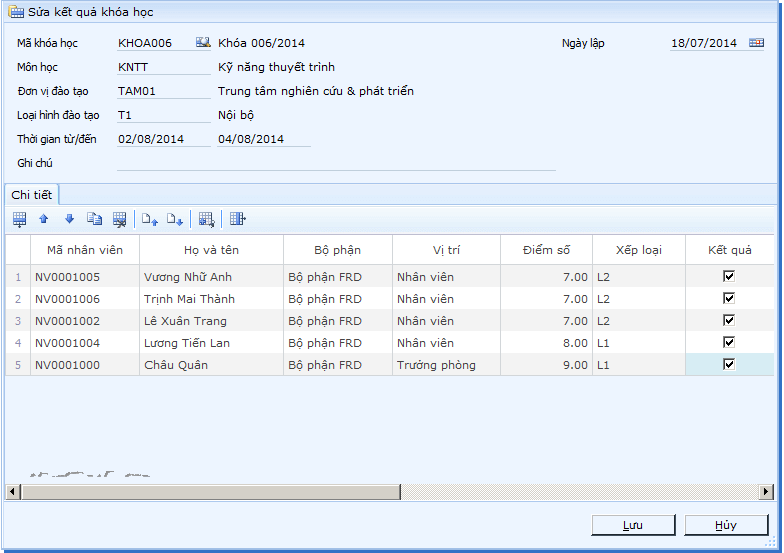 Sửa kết quả khóa học
Mã khóa học KHOA006 Khóa 006/2014 Ngày lập 18/07/2014
Môn học KNTT Kỹ năng thuyết trình
Đơn vị đào tạo TAM01 Trung tâm nghiên cứu & phát triển
Loại hình đào tạo T1 Nội bộ
Thời gian từ/đến 02/08/2014 04/08/2014
Ghi chú
Chi tiết
Mã nhân viên Họ và tên Bộ phận Vị trí Điểm số Xếp loại Kết quả
1 NV0001005 Vương Nhữ Anh Bộ phận FRD Nhân viên 7.00 L2
2 NV0001006 Trịnh Mai Thành Bộ phận FRD Nhân viên 7.00 L2
3 NV0001002 Lê Xuân Trang Bộ phận FRD Nhân viên 7.00 L2
4 NV0001004 Lương Tiến Lan Bộ phận FRD Nhân viên 8.00 L1
5 NV0001000 Châu Quân Bộ phận FRD Trưởng phòng 9.00 L1
Lưu Hủy